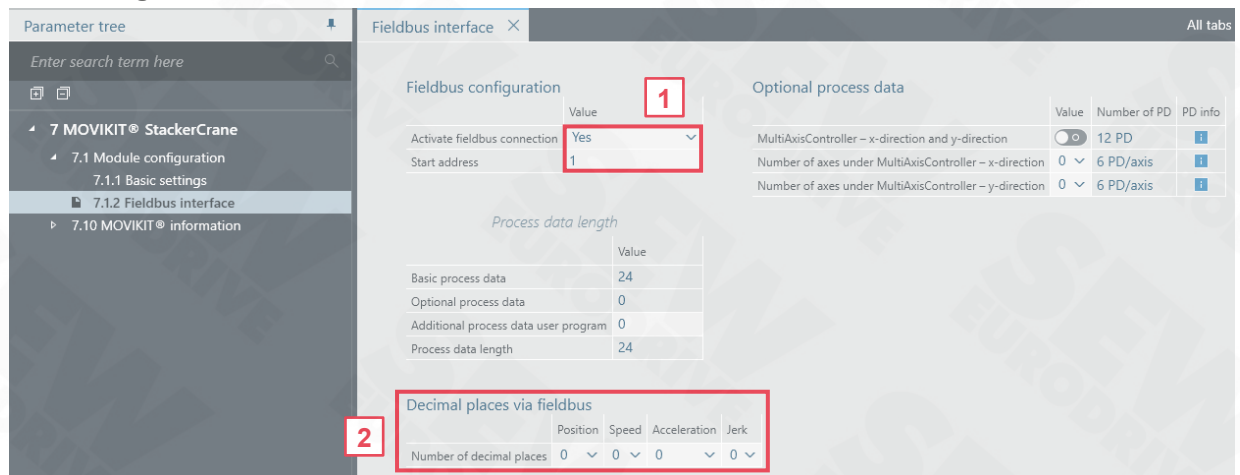 Parameter tree
Enter search term here
7 MOVIKIT® StackerCrane
7.1 Module configuration
7.1.1 Basic settings
7.1.2 Fieldbus interface
7.10 MOVIKIT® information
Fieldbus interface
All tabs
Fieldbus configuration
1
Value
Activate fieldbus connection Yes
Start address 1
Optional process data
Value Number of PD PD info
MultiAxisController – x-direction and y-direction 12 PD i
Number of axes under MultiAxisController – x-direction 0 6 PD/axis i
Number of axes under MultiAxisController – y-direction 0 6 PD/axis i
Process data length
Value
Basic process data 24
Optional process data 0
Additional process data user program 0
Process data length 24
2
Decimal places via fieldbus
Position Speed Acceleration Jerk
Number of decimal places 0 0 0 0
SEW
EURODRIVE